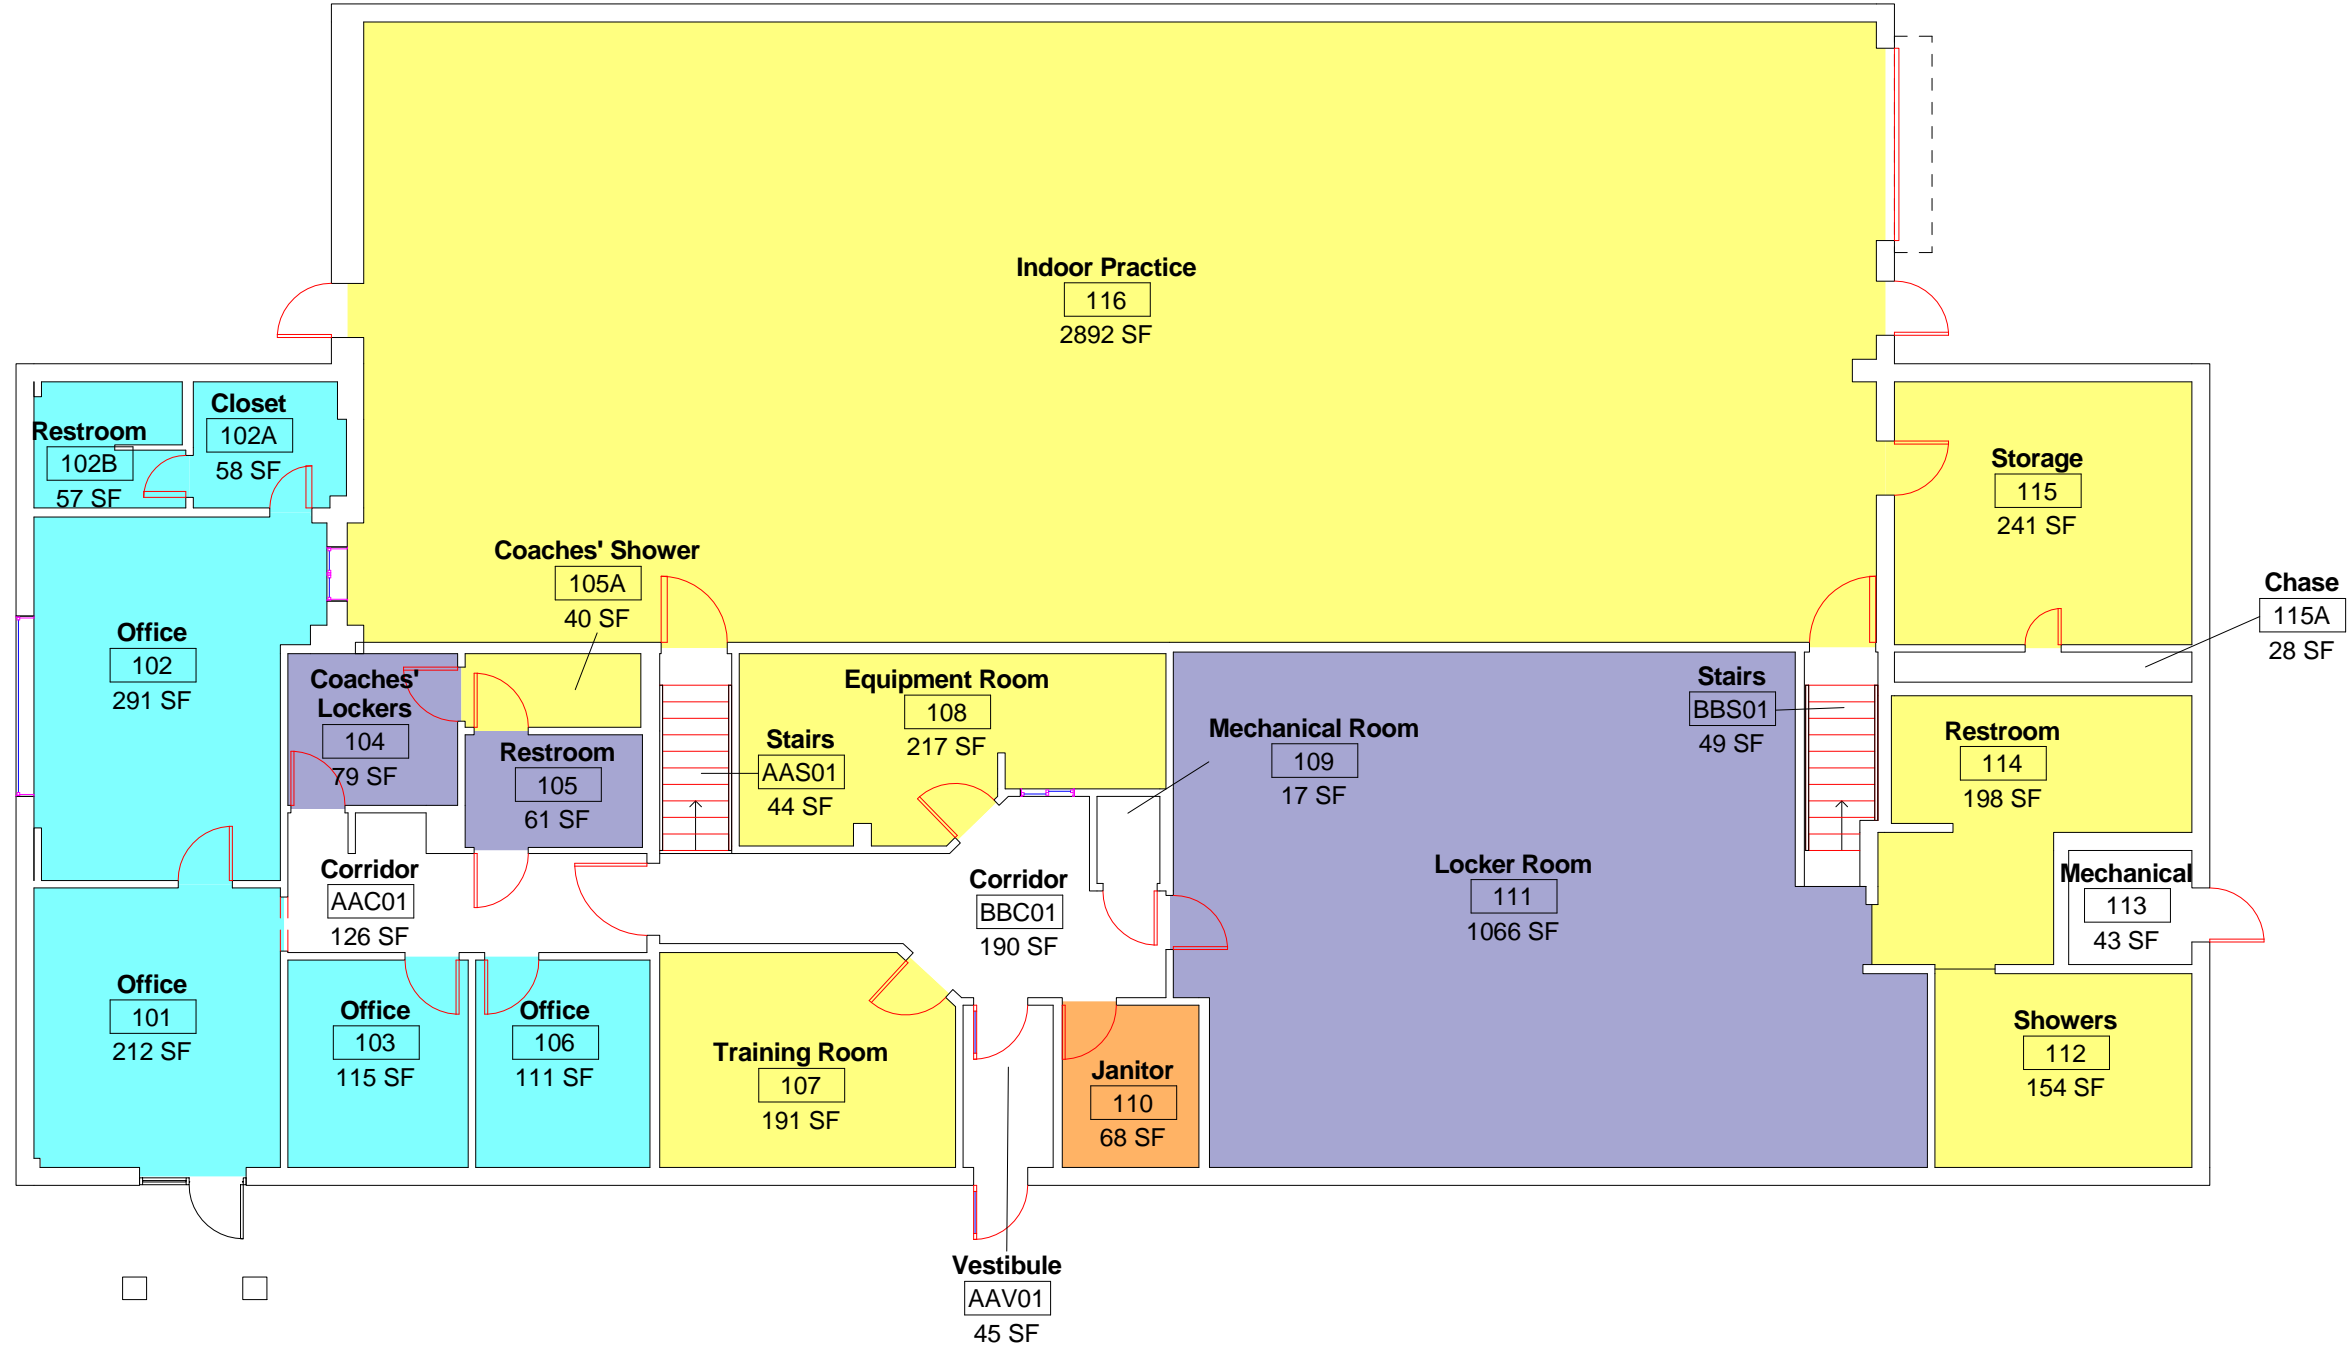 Indoor Practice
116
2892 SF
Closet
102A
58 SF
Restroom
102B
57 SF
Storage
115
241 SF
Coaches' Shower
105A
40 SF
Chase
115A
28 SF
Office
102
291 SF
Coaches'
Lockers
104
79 SF
Equipment Room
108
217 SF
Stairs
BBS01
49 SF
Mechanical Room
109
17 SF
Restroom
114
198 SF
Stairs
AAS01
44 SF
Restroom
105
61 SF
Corridor
AAC01
126 SF
Corridor
BBC01
190 SF
Locker Room
111
1066 SF
Mechanical
113
43 SF
Office
101
212 SF
Office
103
115 SF
Office
106
111 SF
Training Room
107
191 SF
Janitor
110
68 SF
Showers
112
154 SF
Vestibule
AAV01
45 SF